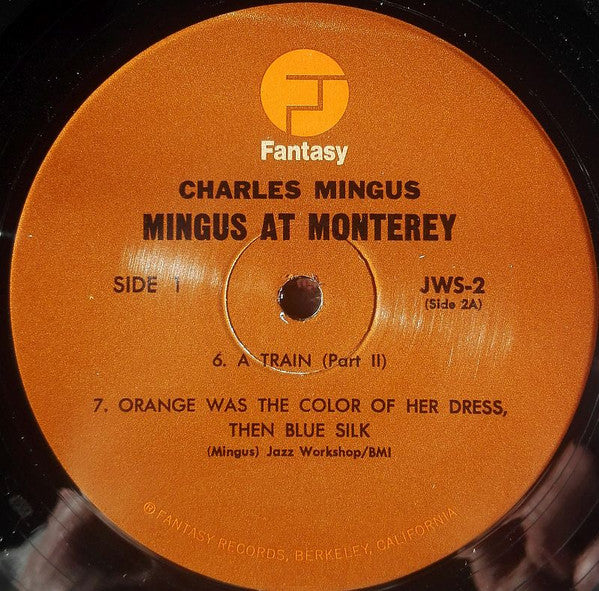 Fantasy
CHARLES MINGUS
MINGUS AT MONTEREY
SIDE 1
JWS-2
(Side 2A)
6. A TRAIN (Part II)
7. ORANGE WAS THE COLOR OF HER DRESS,
THEN BLUE SILK
(Mingus) Jazz Workshop/BMI
℗ FANTASY RECORDS, BERKELEY, CALIFORNIA